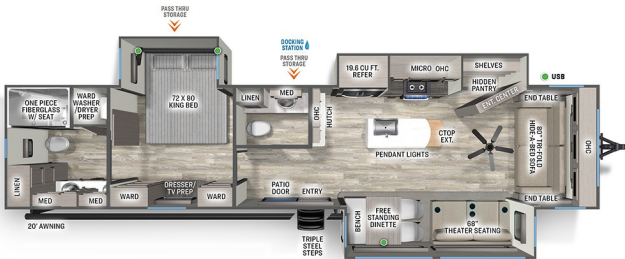 PASS THRU
STORAGE
DOCKING
STATION
PASS THRU
STORAGE
USB
ONE PIECE
FIBERGLASS
W/ SEAT
WARD
WASHER
/DRYER
PREP
72 X 80
KING BED
LINEN
MED
OHC
HUTCH
19.6 CU FT.
REFER
MICRO OHC
SHELVES
HIDDEN
PANTRY
ENT. CENTER
END TABLE
80" TRI-FOLD
HIDE-A-BED SOFA
OHC
CTOP
EXT.
PENDANT LIGHTS
END TABLE
LINEN
MED
MED
WARD
DRESSER/
TV PREP
WARD
PATIO
DOOR
ENTRY
BENCH
FREE
STANDING
DINETTE
68"
THEATER SEATING
20' AWNING
TRIPLE
STEEL
STEPS